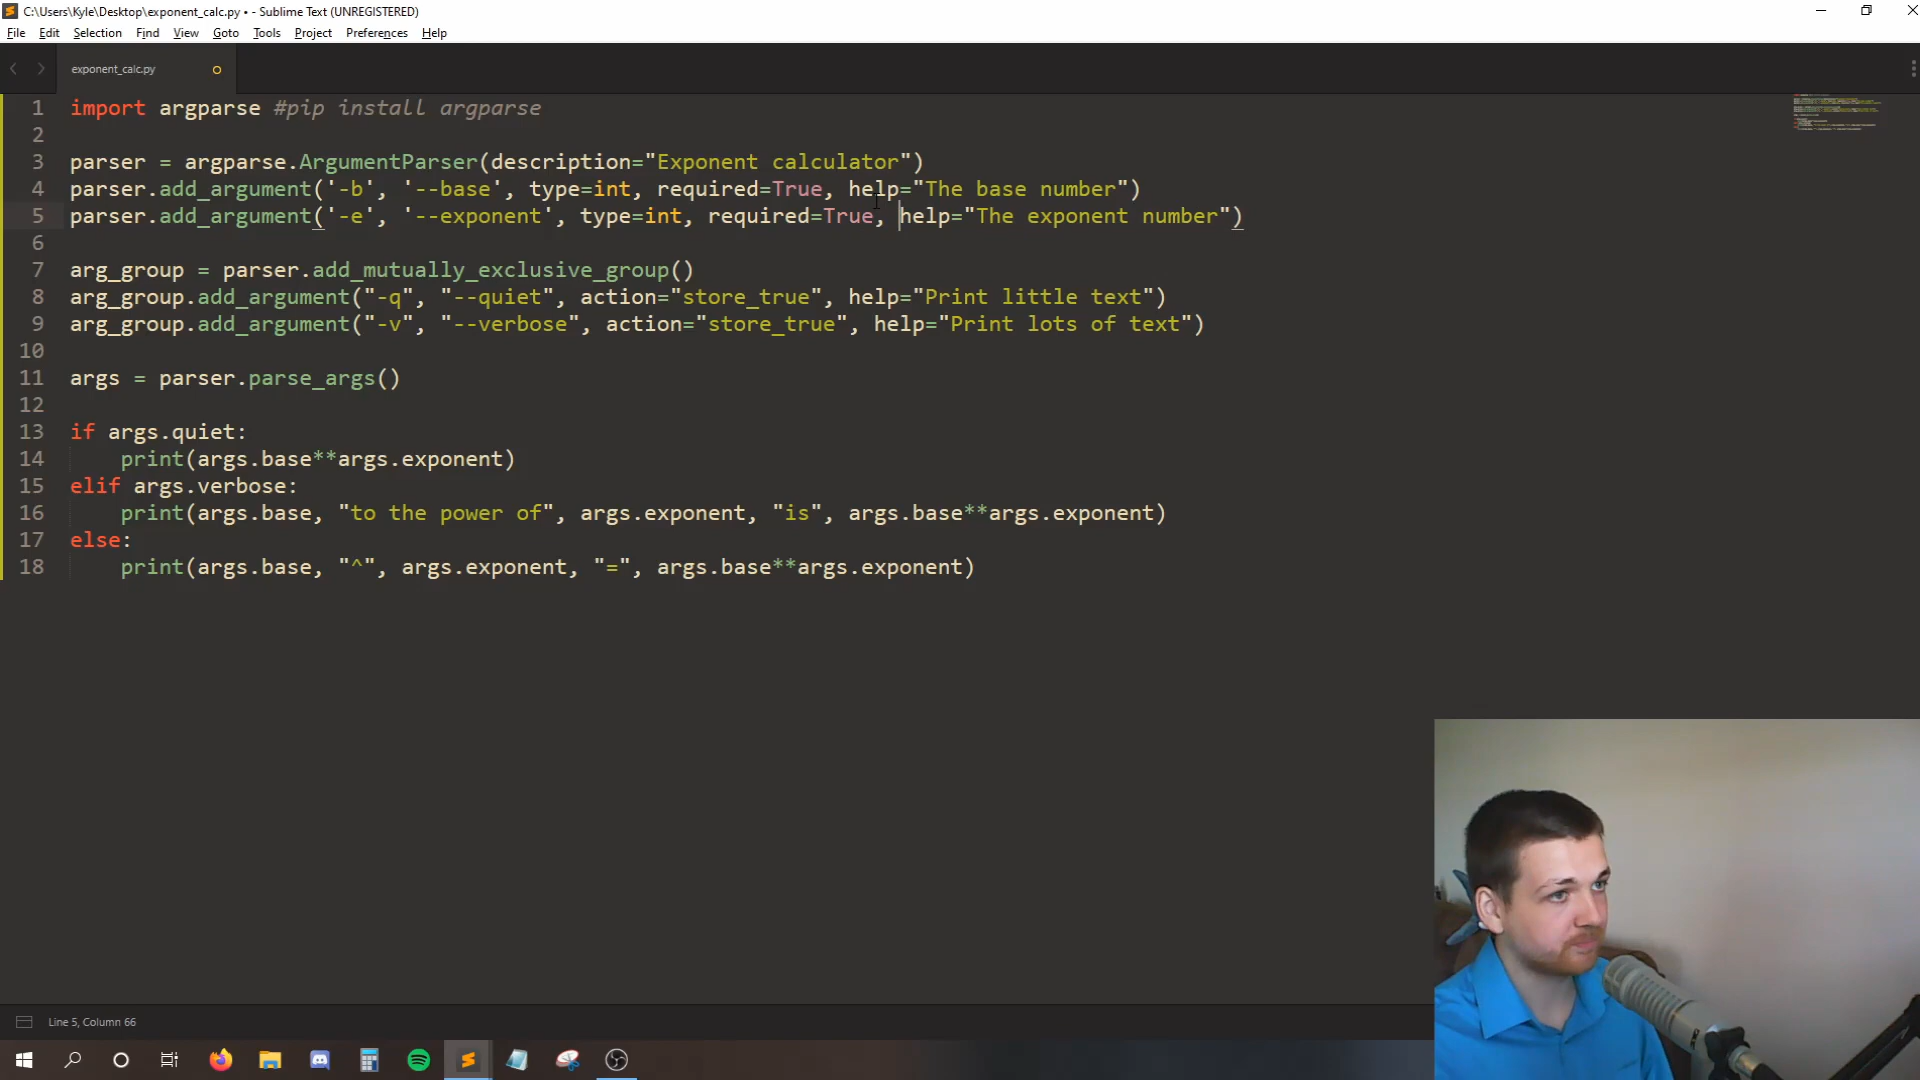 C:\Users\Kyle\Desktop\exponent_calc.py • - Sublime Text (UNREGISTERED)
File Edit Selection Find View Goto Tools Project Preferences Help
exponent_calc.py
1 import argparse #pip install argparse
2
3 parser = argparse.ArgumentParser(description="Exponent calculator")
4 parser.add_argument('-b', '--base', type=int, required=True, help="The base number")
5 parser.add_argument('-e', '--exponent', type=int, required=True, help="The exponent number")
6
7 arg_group = parser.add_mutually_exclusive_group()
8 arg_group.add_argument("-q", "--quiet", action="store_true", help="Print little text")
9 arg_group.add_argument("-v", "--verbose", action="store_true", help="Print lots of text")
10
11 args = parser.parse_args()
12
13 if args.quiet:
14     print(args.base**args.exponent)
15 elif args.verbose:
16     print(args.base, "to the power of", args.exponent, "is", args.base**args.exponent)
17 else:
18     print(args.base, "^", args.exponent, "=", args.base**args.exponent)
Line 5, Column 66